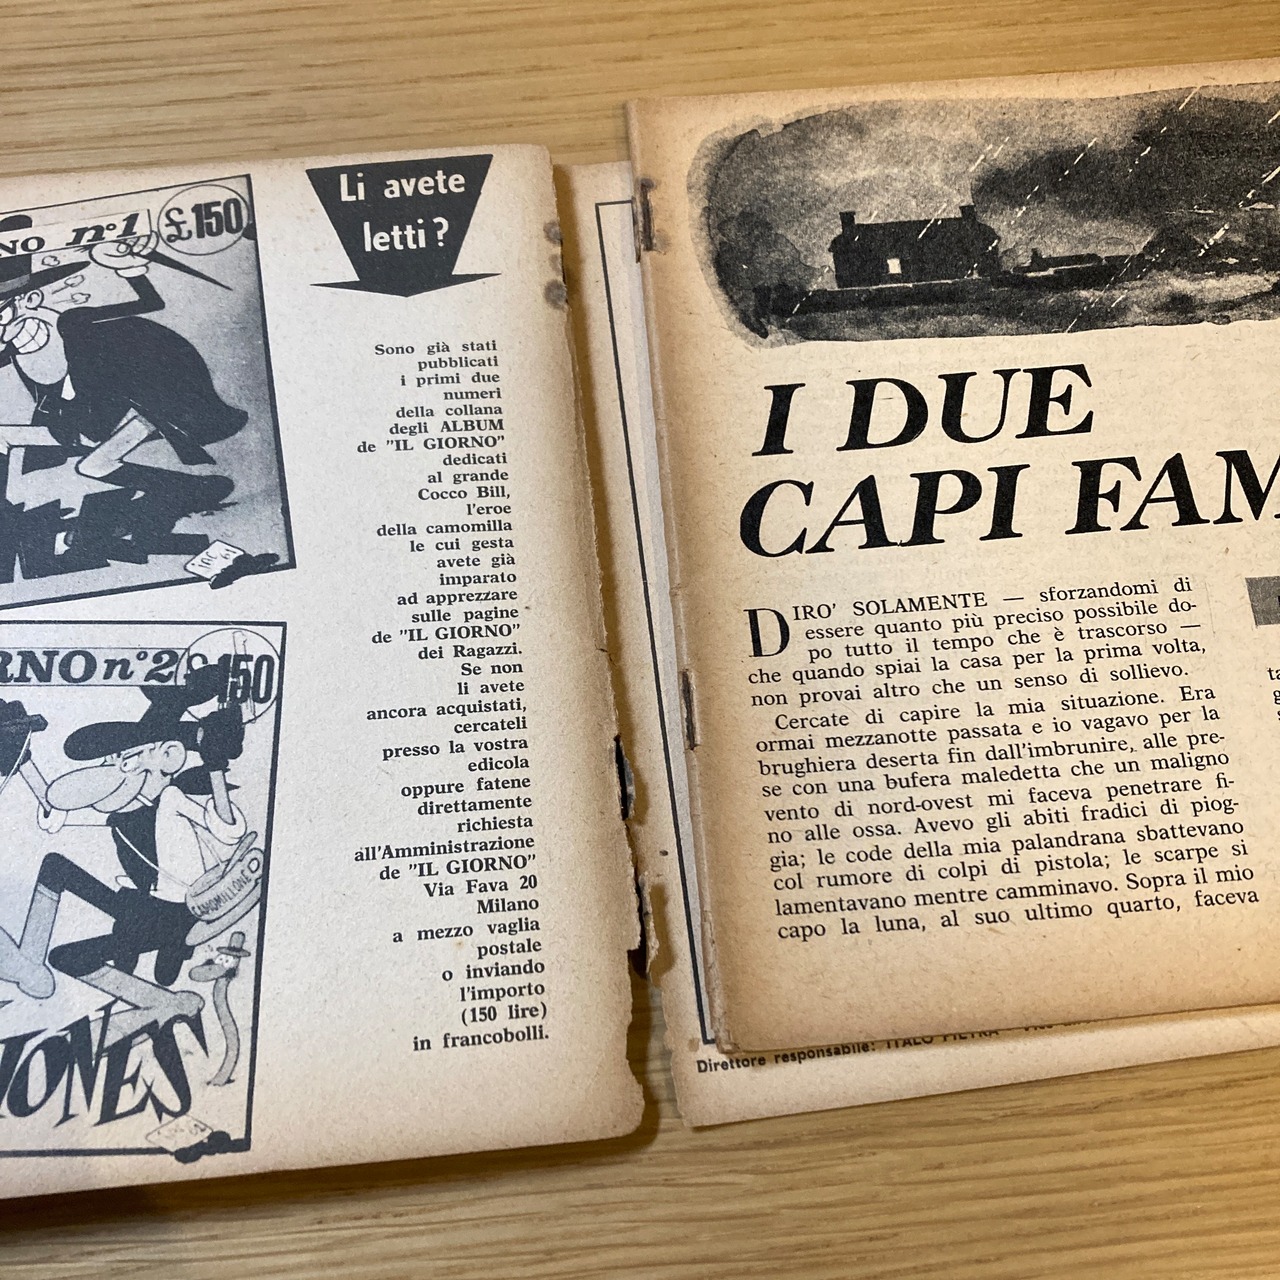 NO n°1 £150
RNO n°2 150
CAMOMILLONE
IONES
Li avete
letti?
Sono già stati
pubblicati
i primi due
numeri
della collana
degli ALBUM
de "IL GIORNO"
dedicati
al grande
Cocco Bill,
l'eroe
della camomilla
le cui gesta
avete già
imparato
ad apprezzare
sulle pagine
de "IL GIORNO"
dei Ragazzi.
Se non
li avete
ancora acquistati,
cercateli
presso la vostra
edicola
oppure fatene
direttamente
richiesta
all'Amministrazione
de "IL GIORNO"
Via Fava 20
Milano
a mezzo vaglia
postale
o inviando
l'importo
(150 lire)
in francobolli.
I DUE
CAPI FAM
DIRO' SOLAMENTE — sforzandomi di
essere quanto più preciso possibile do-
po tutto il tempo che è trascorso —
che quando spiai la casa per la prima volta,
non provai altro che un senso di sollievo.
Cercate di capire la mia situazione. Era
ormai mezzanotte passata e io vagavo per la
brughiera deserta fin dall'imbrunire, alle pre-
se con una bufera maledetta che un maligno
vento di nord-ovest mi faceva penetrare fi-
no alle ossa. Avevo gli abiti fradici di piog-
gia; le code della mia palandrana sbattevano
col rumore di colpi di pistola; le scarpe si
lamentavano mentre camminavo. Sopra il mio
capo la luna, al suo ultimo quarto, faceva
Direttore responsabile: ITALO PIETRA